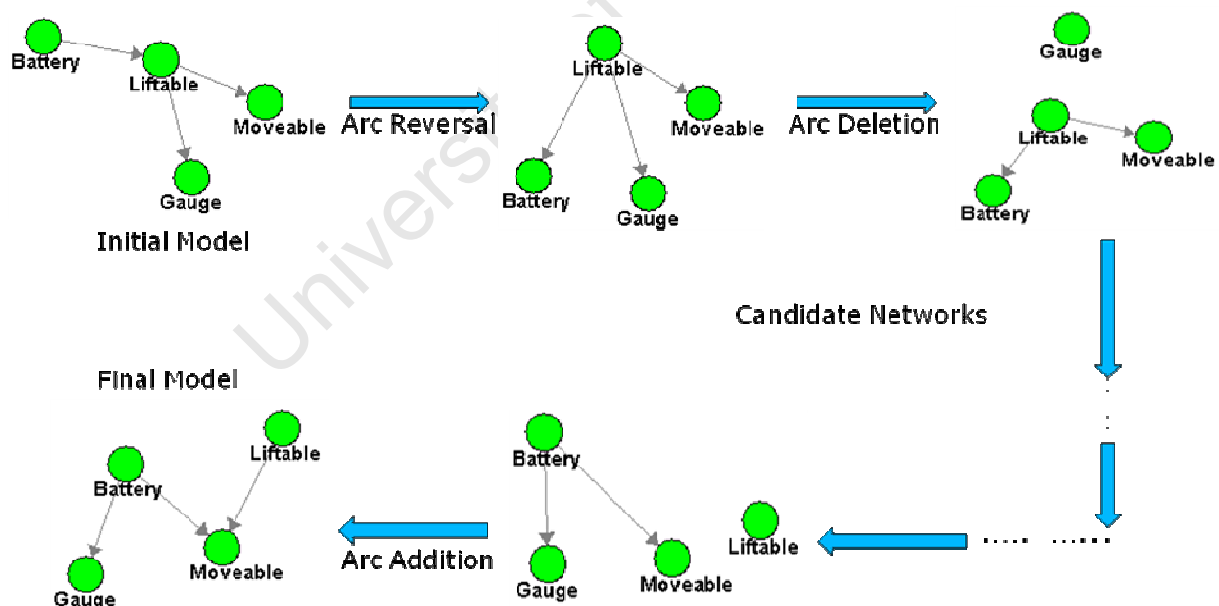 Battery
Liftable
Moveable
Gauge
Initial Model
Arc Reversal
Liftable
Moveable
Battery
Gauge
Arc Deletion
Gauge
Liftable
Moveable
Battery
Candidate Networks
Final Model
Liftable
Battery
Moveable
Gauge
Arc Addition
Battery
Gauge
Moveable
Liftable
Universit